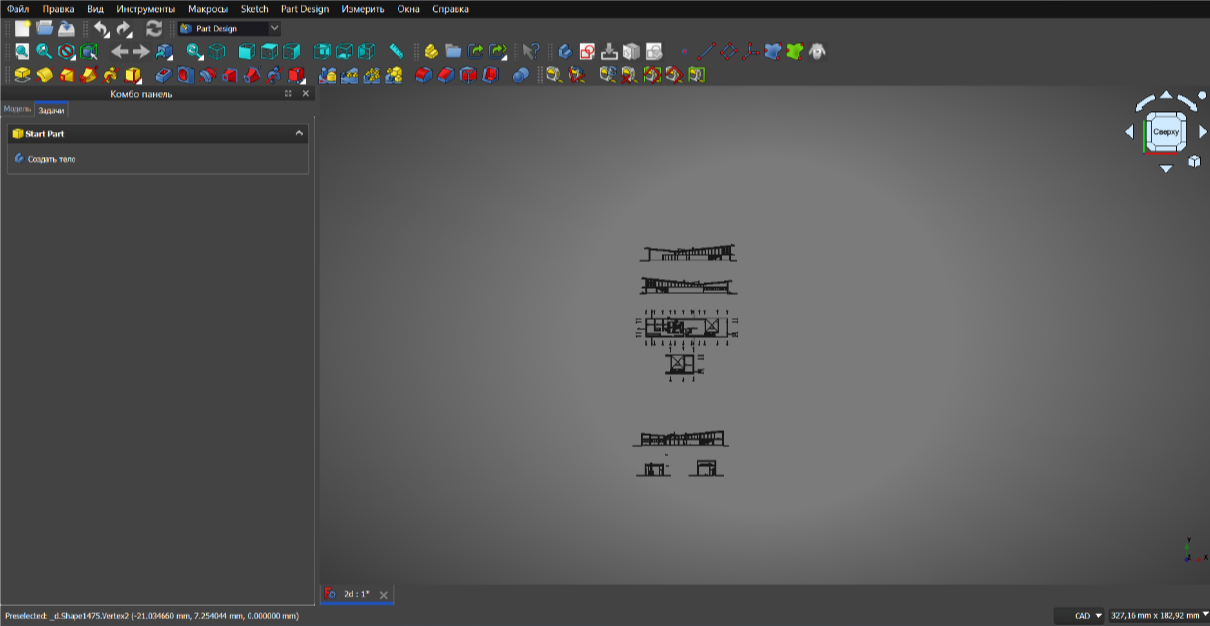 Файл Правка Вид Инструменты Макросы Sketch Part Design Измерить Окна Справка
Part Design
Комбо панель
Модель Задачи
Start Part
Создать тело
Сверху
Y
X
2d : 1*
Preselected: _d.Shape1475.Vertex2 (-21.034660 mm, 7.254044 mm, 0.000000 mm)
CAD 327,16 mm x 182,92 mm